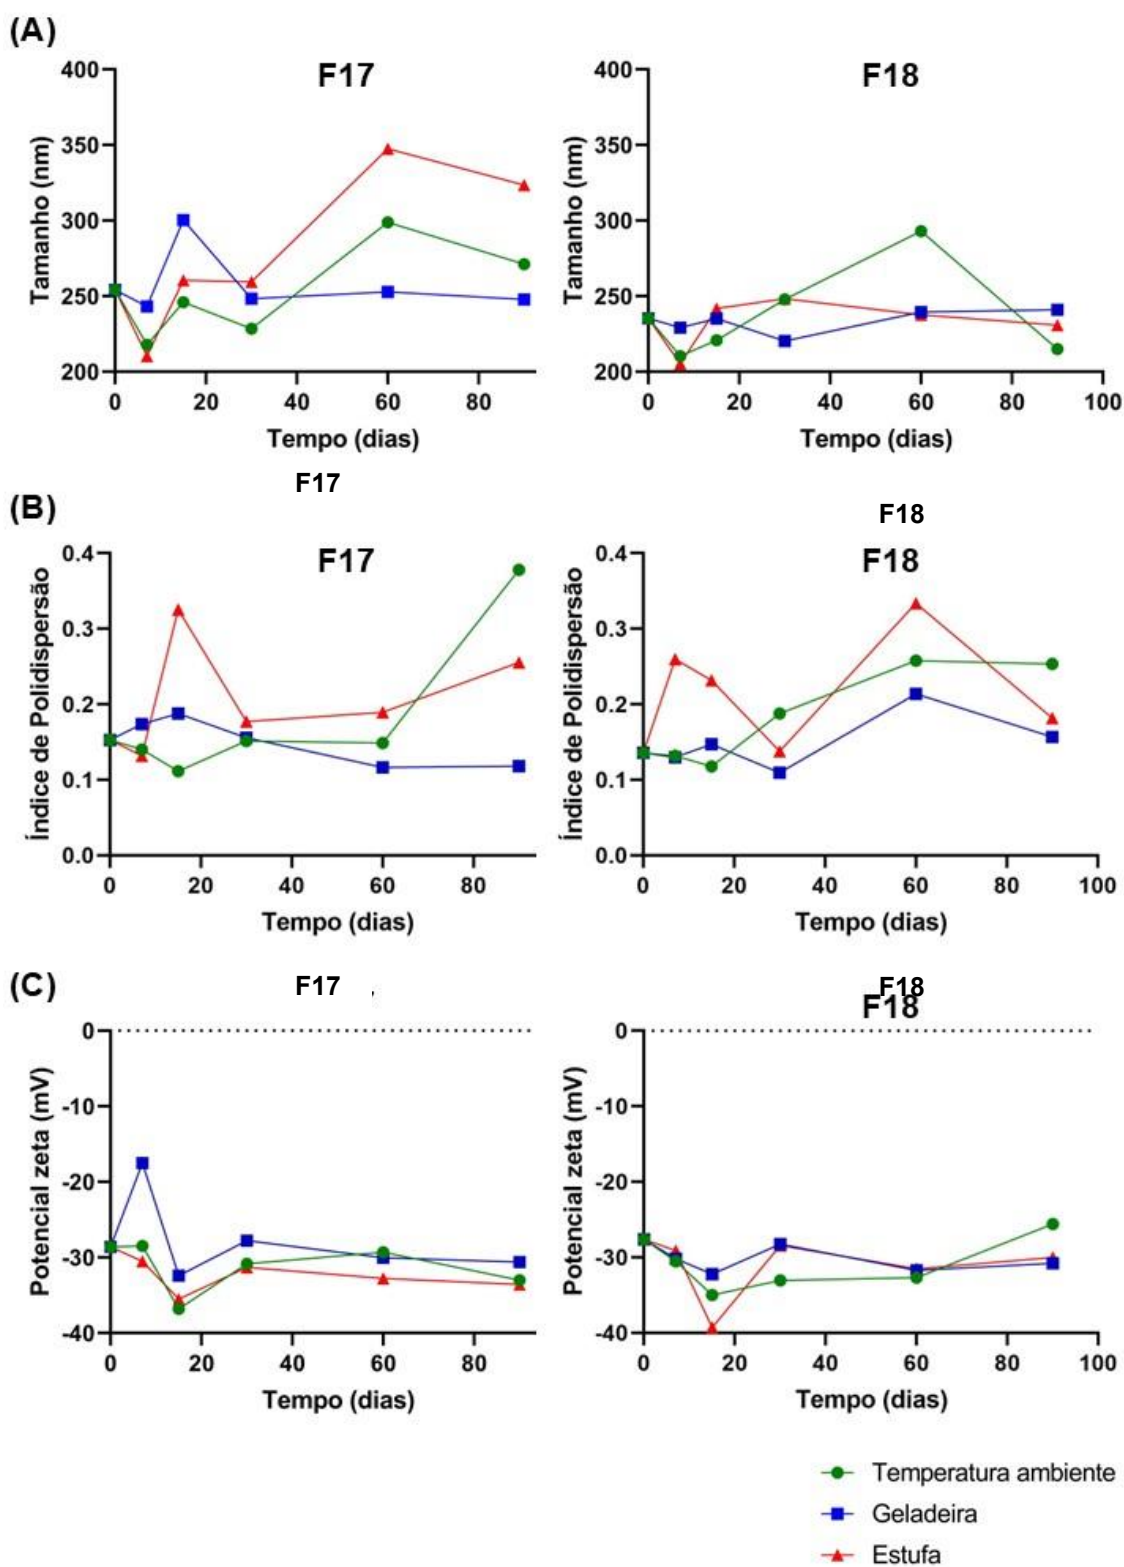 (A)
F17
F18
400
350
300
250
200
Tamanho (nm)
0 20 40 60 80
Tempo (dias)
400
350
300
250
200
Tamanho (nm)
0 20 40 60 80 100
Tempo (dias)
F17
(B)
F18
F17
F18
0.4
0.3
0.2
0.1
0.0
Índice de Polidispersão
0 20 40 60 80
Tempo (dias)
0.4
0.3
0.2
0.1
0.0
Índice de Polidispersão
0 20 40 60 80 100
Tempo (dias)
(C)
F17
F18
F18
0
-10
-20
-30
-40
Potencial zeta (mV)
0 20 40 60 80
Tempo (dias)
0
-10
-20
-30
-40
Potencial zeta (mV)
0 20 40 60 80 100
Tempo (dias)
Temperatura ambiente
Geladeira
Estufa